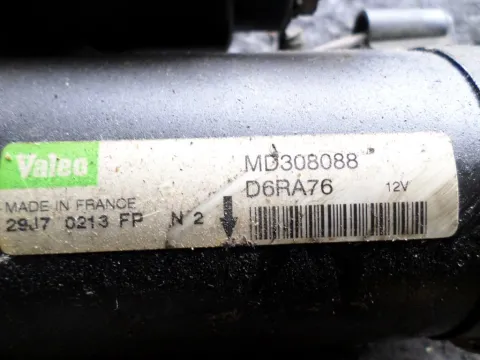 Valeo
MD308088
D6RA76
12V
MADE IN FRANCE
29J7 0213 FP N 2